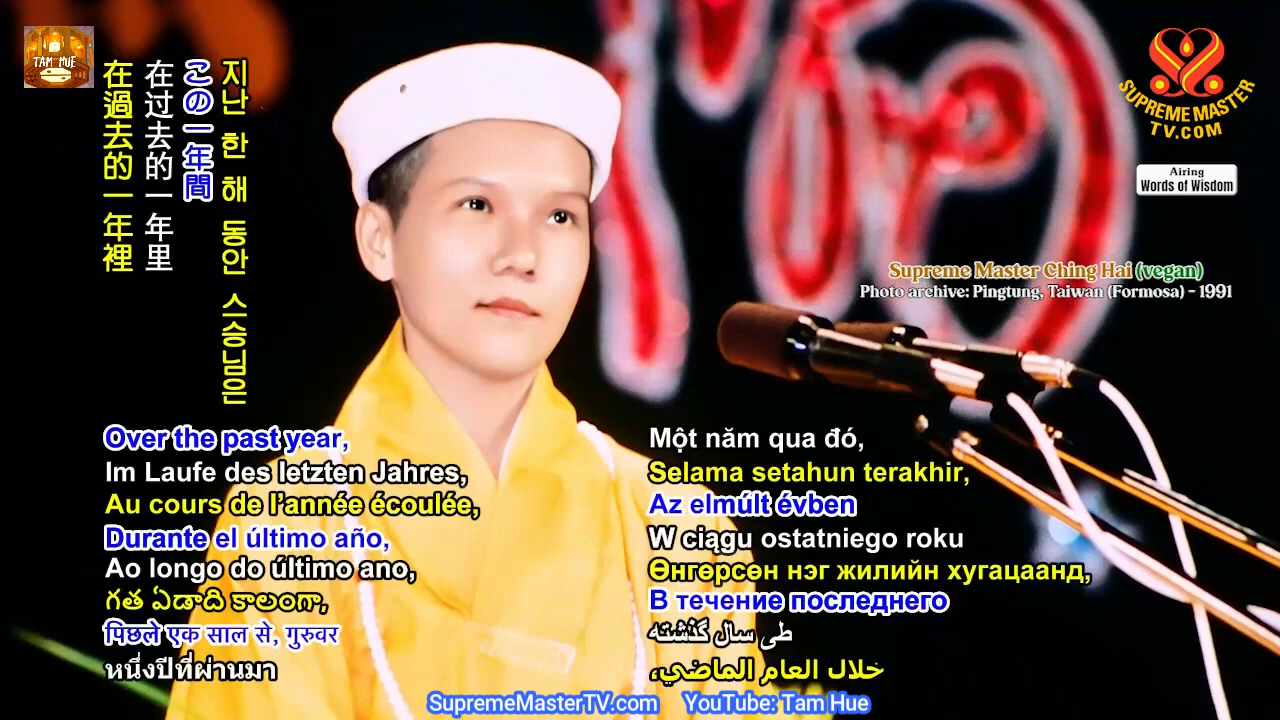 TAM HUE
在過去的一年裡
在过去的一年里
この一年間
지난 한 해 동안 스승님은
SUPREME MASTER
TV.COM
Airing
Words of Wisdom
Supreme Master Ching Hai (vegan)
Photo archive: Pingtung, Taiwan (Formosa) – 1991
Over the past year,
Im Laufe des letzten Jahres,
Au cours de l'année écoulée,
Durante el último año,
Ao longo do último ano,
గత ఏడాది కాలంగా,
पिछले एक साल से, गुरुवर
หนึ่งปีที่ผ่านมา
Một năm qua đó,
Selama setahun terakhir,
Az elmúlt évben
W ciągu ostatniego roku
Өнгөрсөн нэг жилийн хугацаанд,
В течение последнего
طی سال گذشته
خلال العام الماضي،
SupremeMasterTV.com YouTube: Tam Hue